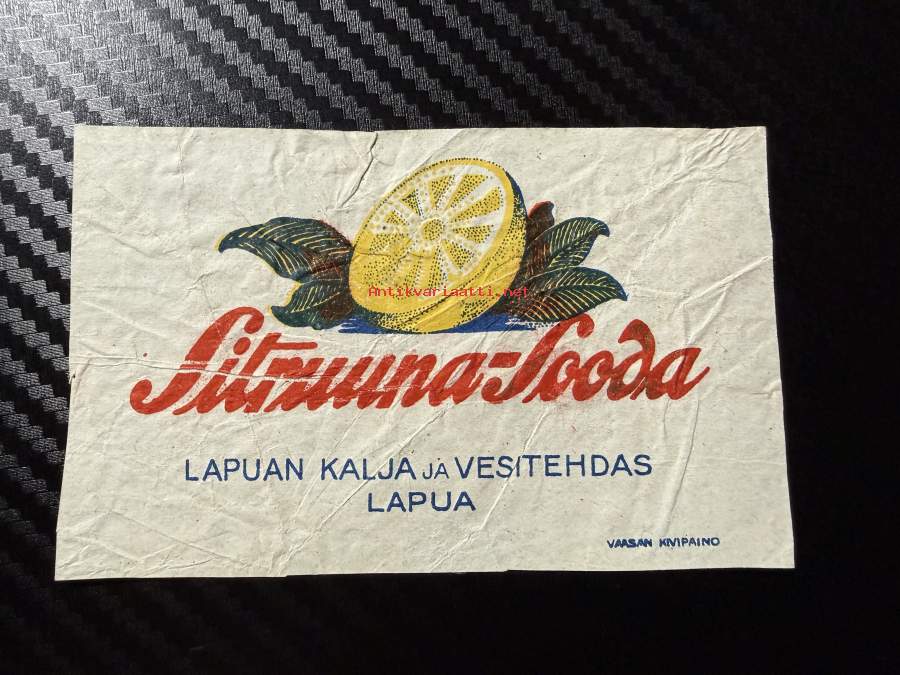 Antikvariaatti.net
Sitruuna-Sooda
LAPUAN KALJA JA VESITEHDAS
LAPUA
VAASAN KIVIPAINO